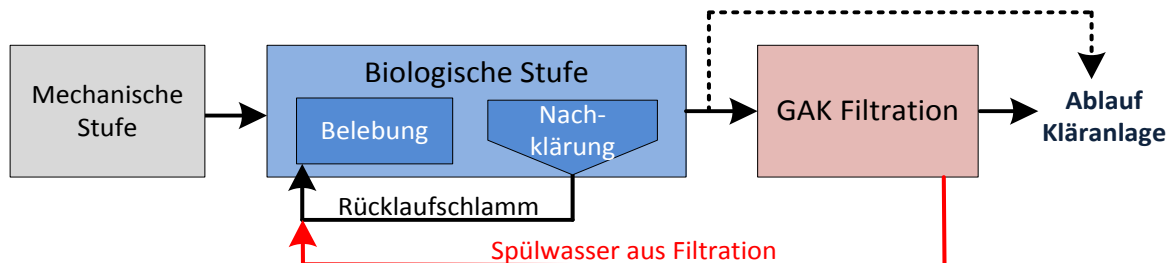 Mechanische
Stufe
Biologische Stufe
Belebung
Nach-
klärung
GAK Filtration
Ablauf
Kläranlage
Rücklaufschlamm
Spülwasser aus Filtration